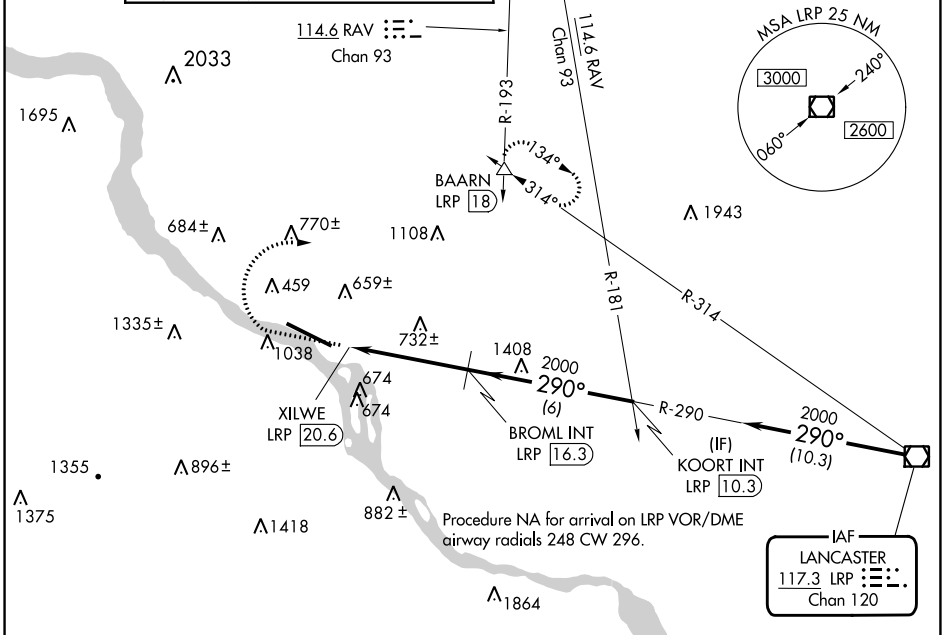 114.6 RAV
Chan 93
114.6 RAV
Chan 93
R-193
MSA LRP 25 NM
3000
240°
060°
2600
2033
1695
134°
314°
BAARN
LRP 18
1943
684±
770±
1108
459
659±
R-181
R-314
1335±
1038
732±
1408
2000
290°
(6)
674
674
XILWE
LRP 20.6
BROML INT
LRP 16.3
R-290
(IF)
KOORT INT
LRP 10.3
2000
290°
(10.3)
1355
896±
1375
1418
882±
Procedure NA for arrival on LRP VOR/DME
airway radials 248 CW 296.
IAF
LANCASTER
117.3 LRP
Chan 120
1864